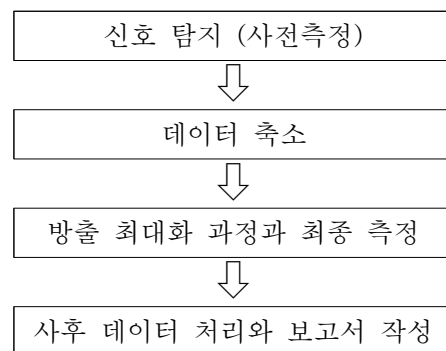 신호 탐지 (사전측정)
데이터 축소
방출 최대화 과정과 최종 측정
사후 데이터 처리와 보고서 작성